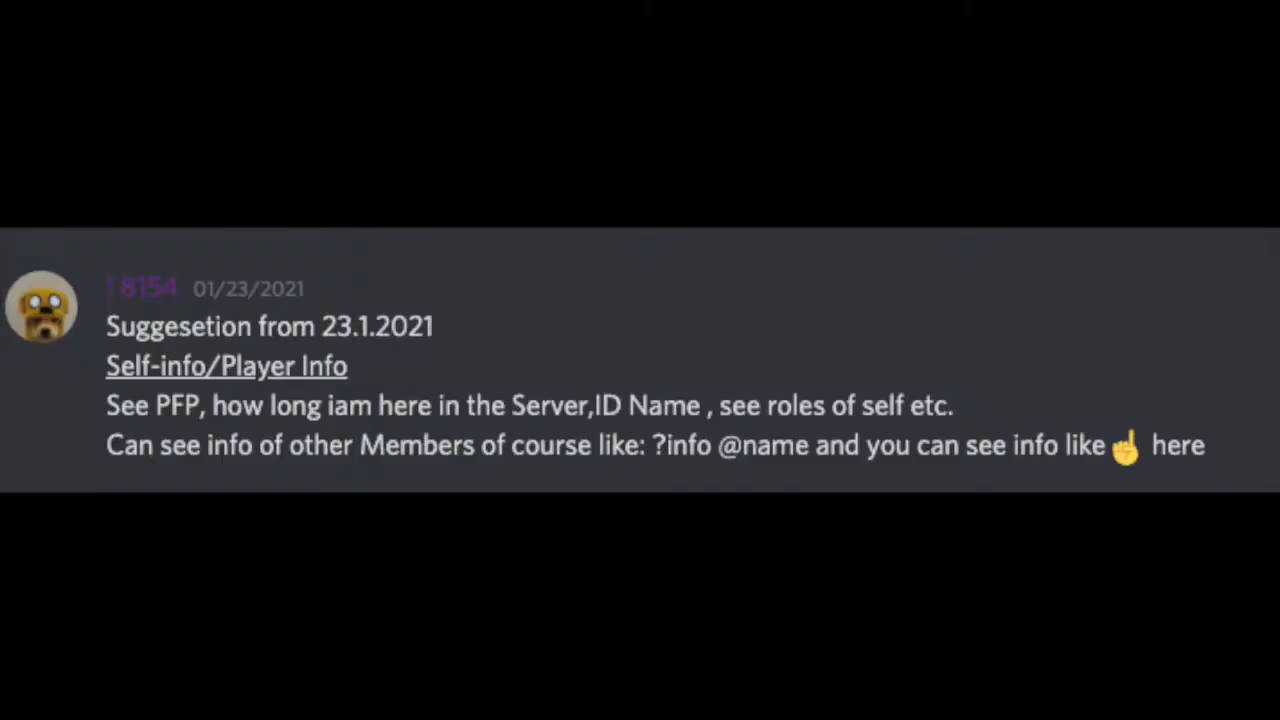 ! 8154 01/23/2021
Suggesetion from 23.1.2021
Self-info/Player Info
See PFP, how long iam here in the Server,ID Name , see roles of self etc.
Can see info of other Members of course like: ?info @name and you can see info like☝ here